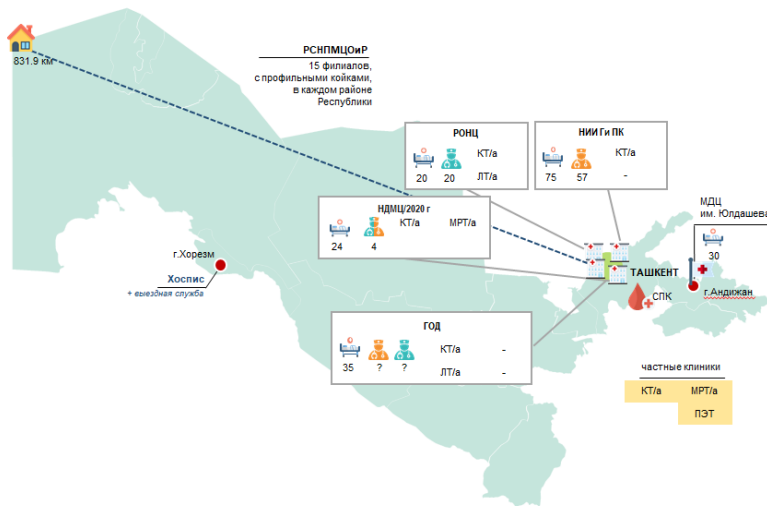 831.9 км
РСНПМЦОиР
15 филиалов,
с профильными койками,
в каждом районе
Республики
РОНЦ
КТ/а
20 20
ЛТ/а
НИИ Ги ПК
КТ/а
75 57 -
НДМЦ/2020 г
КТ/а МРТ/а
24 4
МДЦ
им. Юлдашева
30
г.Хорезм
Хоспис
+ выездная служба
ТАШКЕНТ
СПК
г.Андижан
ГОД
КТ/а -
35 ? ? ЛТ/а -
частные клиники
КТ/а МРТ/а
ПЭТ